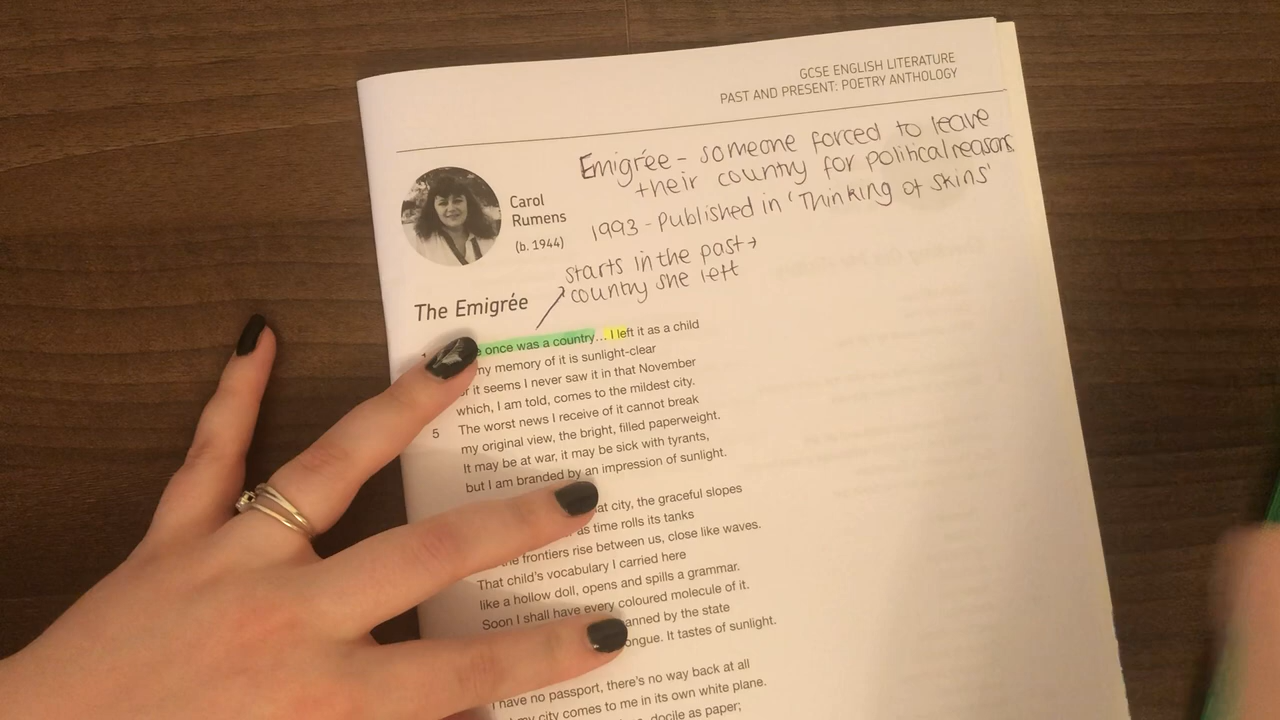 GCSE ENGLISH LITERATURE
PAST AND PRESENT: POETRY ANTHOLOGY
Emigrée - someone forced to leave
their country for political reasons.
1993 - Published in 'Thinking of Skins'
Carol
Rumens
(b. 1944)
starts in the past →
country she left
The Emigrée
once was a country... I left it as a child
my memory of it is sunlight-clear
it seems I never saw it in that November
which, I am told, comes to the mildest city.
5 The worst news I receive of it cannot break
my original view, the bright, filled paperweight.
It may be at war, it may be sick with tyrants,
but I am branded by an impression of sunlight.
city, the graceful slopes
as time rolls its tanks
the frontiers rise between us, close like waves.
That child's vocabulary I carried here
like a hollow doll, opens and spills a grammar.
Soon I shall have every coloured molecule of it.
by the state
It tastes of sunlight.
I have no passport, there's no way back at all
my city comes to me in its own white plane.
docile as paper;